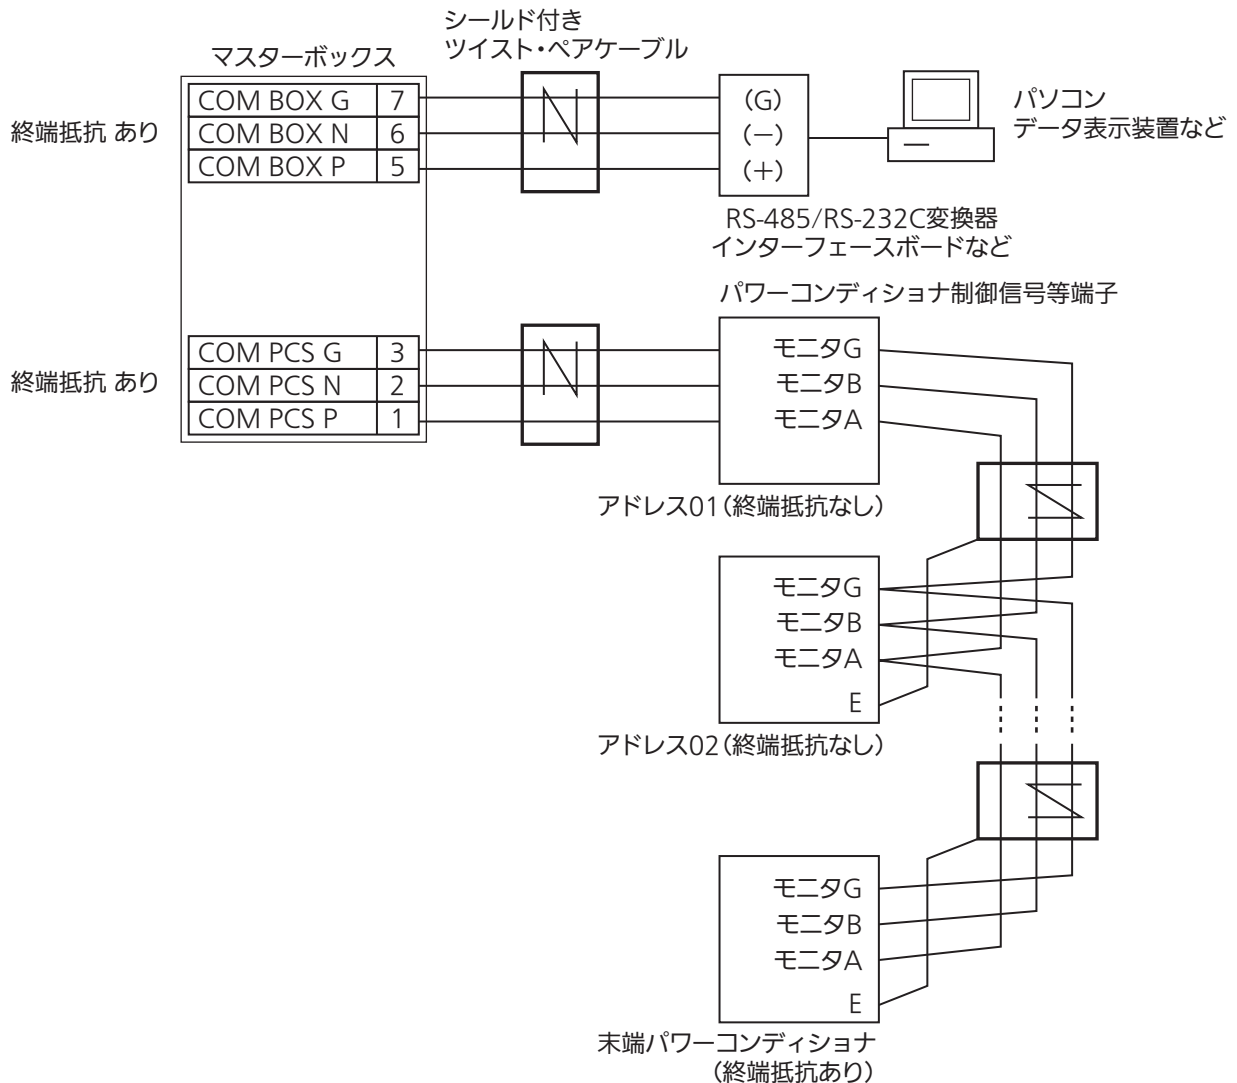 シールド付き
ツイスト・ペアケーブル
マスターボックス
終端抵抗 あり
COM BOX G 7
COM BOX N 6
COM BOX P 5
(G)
(−)
(+)
パソコン
データ表示装置など
RS-485/RS-232C変換器
インターフェースボードなど
パワーコンディショナ制御信号等端子
終端抵抗 あり
COM PCS G 3
COM PCS N 2
COM PCS P 1
モニタG
モニタB
モニタA
アドレス01(終端抵抗なし)
モニタG
モニタB
モニタA
E
アドレス02(終端抵抗なし)
モニタG
モニタB
モニタA
E
末端パワーコンディショナ
(終端抵抗あり)